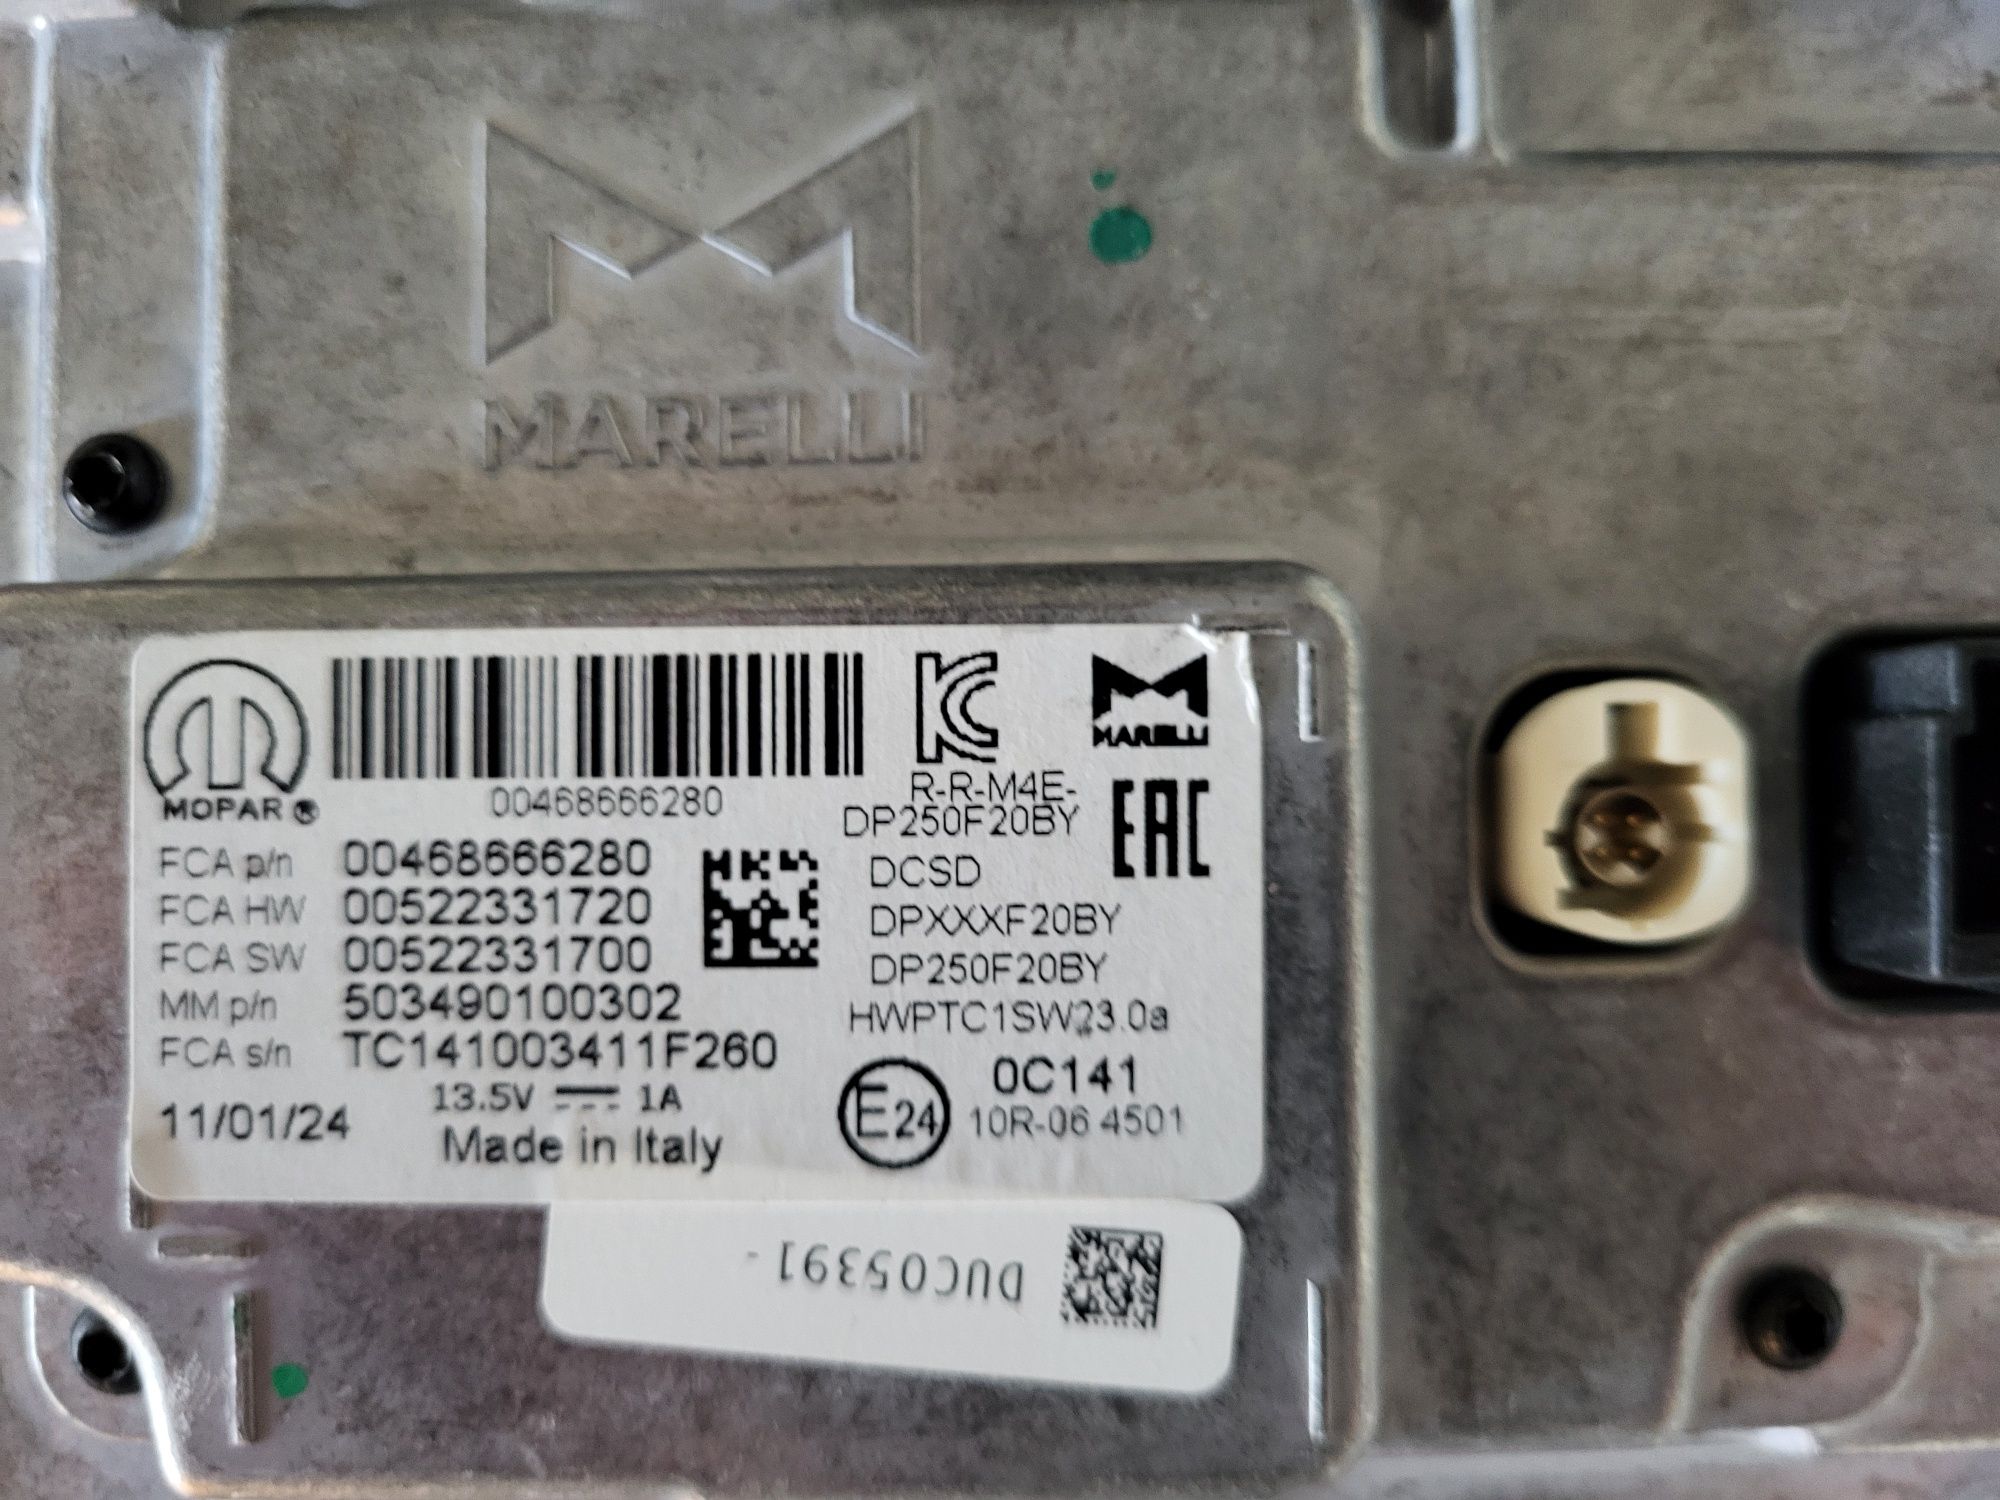 MARELLI
MOPAR®
00468666280
R-R-M4E-
DP250F20BY
MARELLI
EAC
FCA p/n 00468666280
FCA HW 00522331720
FCA SW 00522331700
MM p/n 503490100302
FCA s/n TC141003411F260
DCSD
DPXXXF20BY
DP250F20BY
HWPTC1SW23.0a
13.5V 1A
11/01/24
Made in Italy
E24
0C141
10R-06 4501
DUC05391-